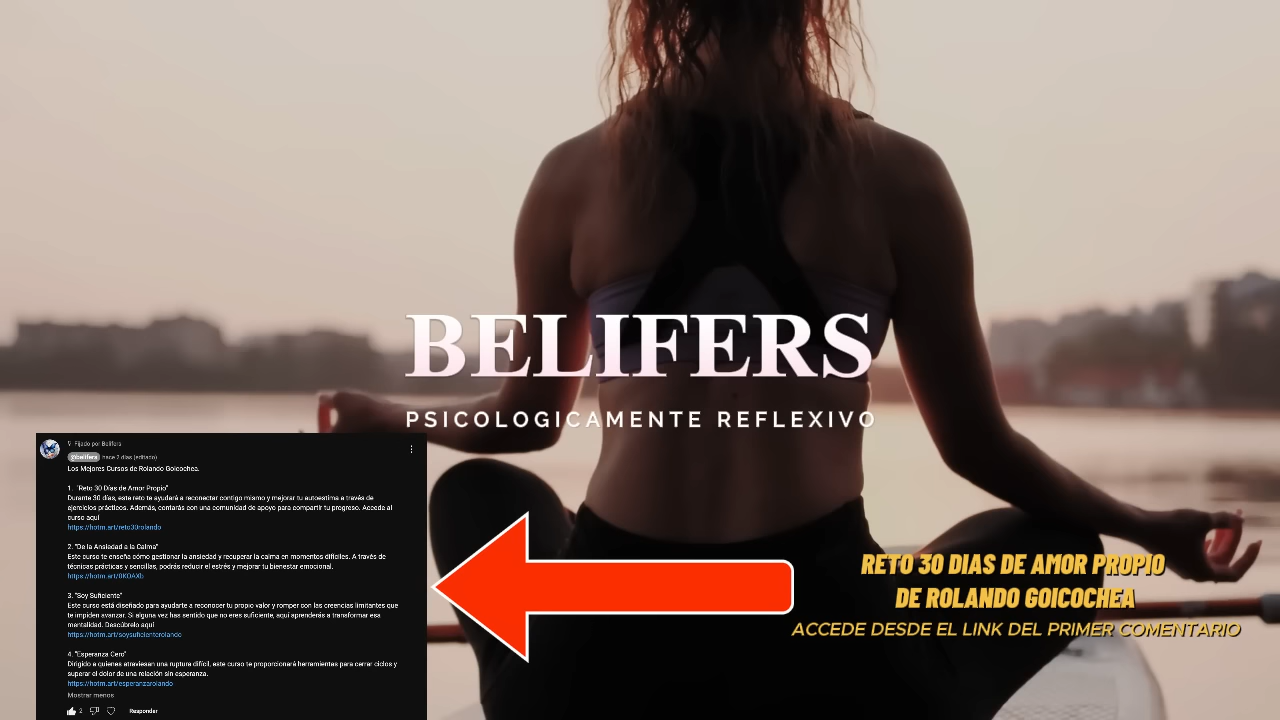 BELIFERS
PSICOLOGICAMENTE REFLEXIVO
Fijado por Belifers
@belifers hace 2 días (editado)
Los Mejores Cursos de Rolando Goicochea.
1. "Reto 30 Días de Amor Propio"
Durante 30 días, este reto te ayudará a reconectar contigo mismo y mejorar tu autoestima a través de
ejercicios prácticos. Además, contarás con una comunidad de apoyo para compartir tu progreso. Accede al
curso aquí
https://hotm.art/reto30rolando
2. "De la Ansiedad a la Calma"
Este curso te enseña cómo gestionar la ansiedad y recuperar la calma en momentos difíciles. A través de
técnicas prácticas y sencillas, podrás reducir el estrés y mejorar tu bienestar emocional.
https://hotm.art/0KOAXb
3. "Soy Suficiente"
Este curso está diseñado para ayudarte a reconocer tu propio valor y romper con las creencias limitantes que
te impiden avanzar. Si alguna vez has sentido que no eres suficiente, aquí aprenderás a transformar esa
mentalidad. Descúbrelo aquí
https://hotm.art/soysuficienterolando
4. "Esperanza Cero"
Dirigido a quienes atraviesan una ruptura difícil, este curso te proporcionará herramientas para cerrar ciclos y
superar el dolor de una relación sin esperanza.
https://hotm.art/esperanzarolando
Mostrar menos
2 Responder
RETO 30 DIAS DE AMOR PROPIO
DE ROLANDO GOICOCHEA
ACCEDE DESDE EL LINK DEL PRIMER COMENTARIO